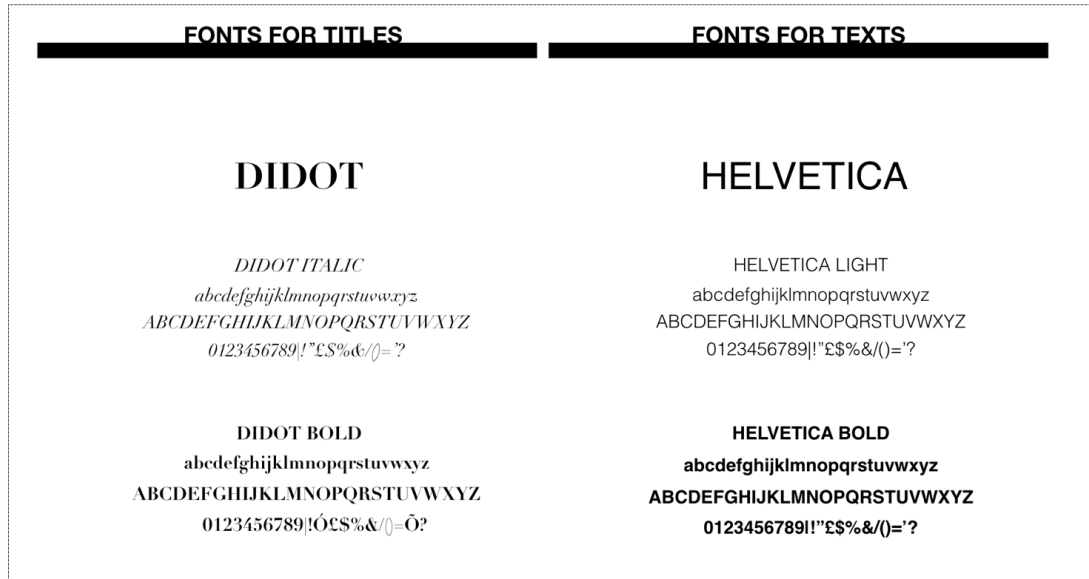 FONTS FOR TITLES
DIDOT
DIDOT ITALIC
abcdefghijklmnopqrstuvwxyz
ABCDEFGHIJKLMNOPQRSTUVWXYZ
0123456789|!”£$%&/()=’?
DIDOT BOLD
abcdefghijklmnopqrstuvwxyz
ABCDEFGHIJKLMNOPQRSTUVWXYZ
0123456789|!Ó£$%&/()=Õ?
FONTS FOR TEXTS
HELVETICA
HELVETICA LIGHT
abcdefghijklmnopqrstuvwxyz
ABCDEFGHIJKLMNOPQRSTUVWXYZ
0123456789|!”£$%&/()=’?
HELVETICA BOLD
abcdefghijklmnopqrstuvwxyz
ABCDEFGHIJKLMNOPQRSTUVWXYZ
0123456789|!”£$%&/()=’?